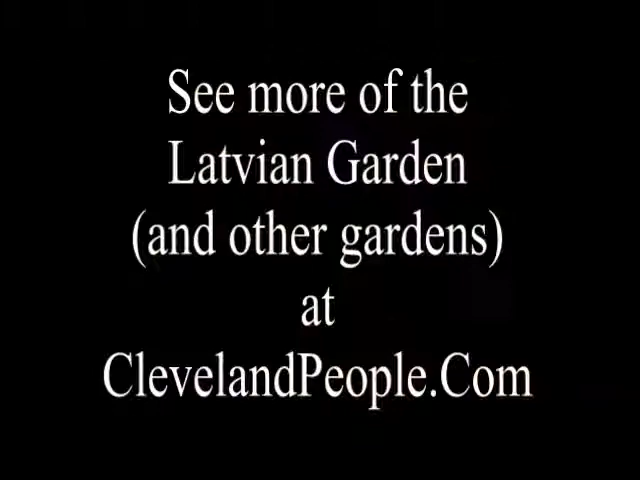 See more of the
Latvian Garden
(and other gardens)
at
ClevelandPeople.Com